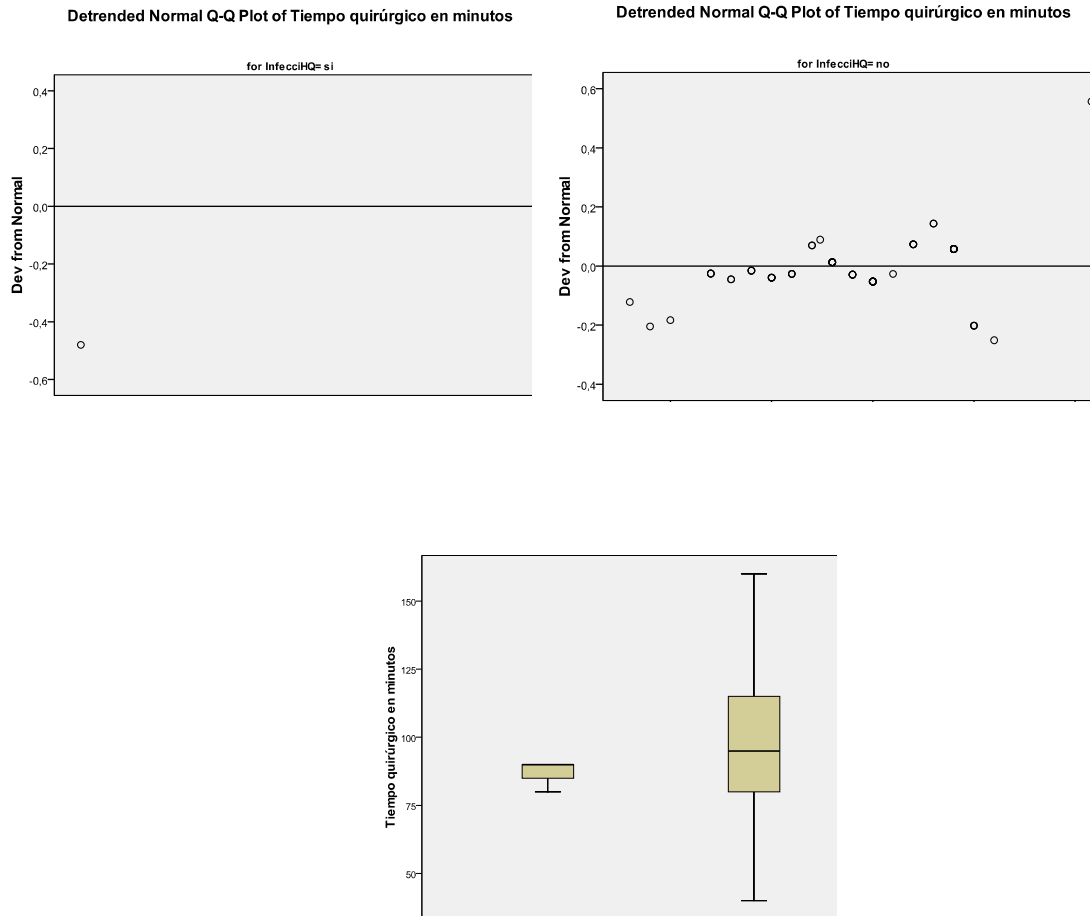 Detrended Normal Q-Q Plot of Tiempo quirúrgico en minutos
for InfecciHQ= si
Dev from Normal
0,4
0,2
0,0
-0,2
-0,4
-0,6
Detrended Normal Q-Q Plot of Tiempo quirúrgico en minutos
for InfecciHQ= no
Dev from Normal
0,6
0,4
0,2
0,0
-0,2
-0,4
Tiempo quirúrgico en minutos
150
125
100
75
50